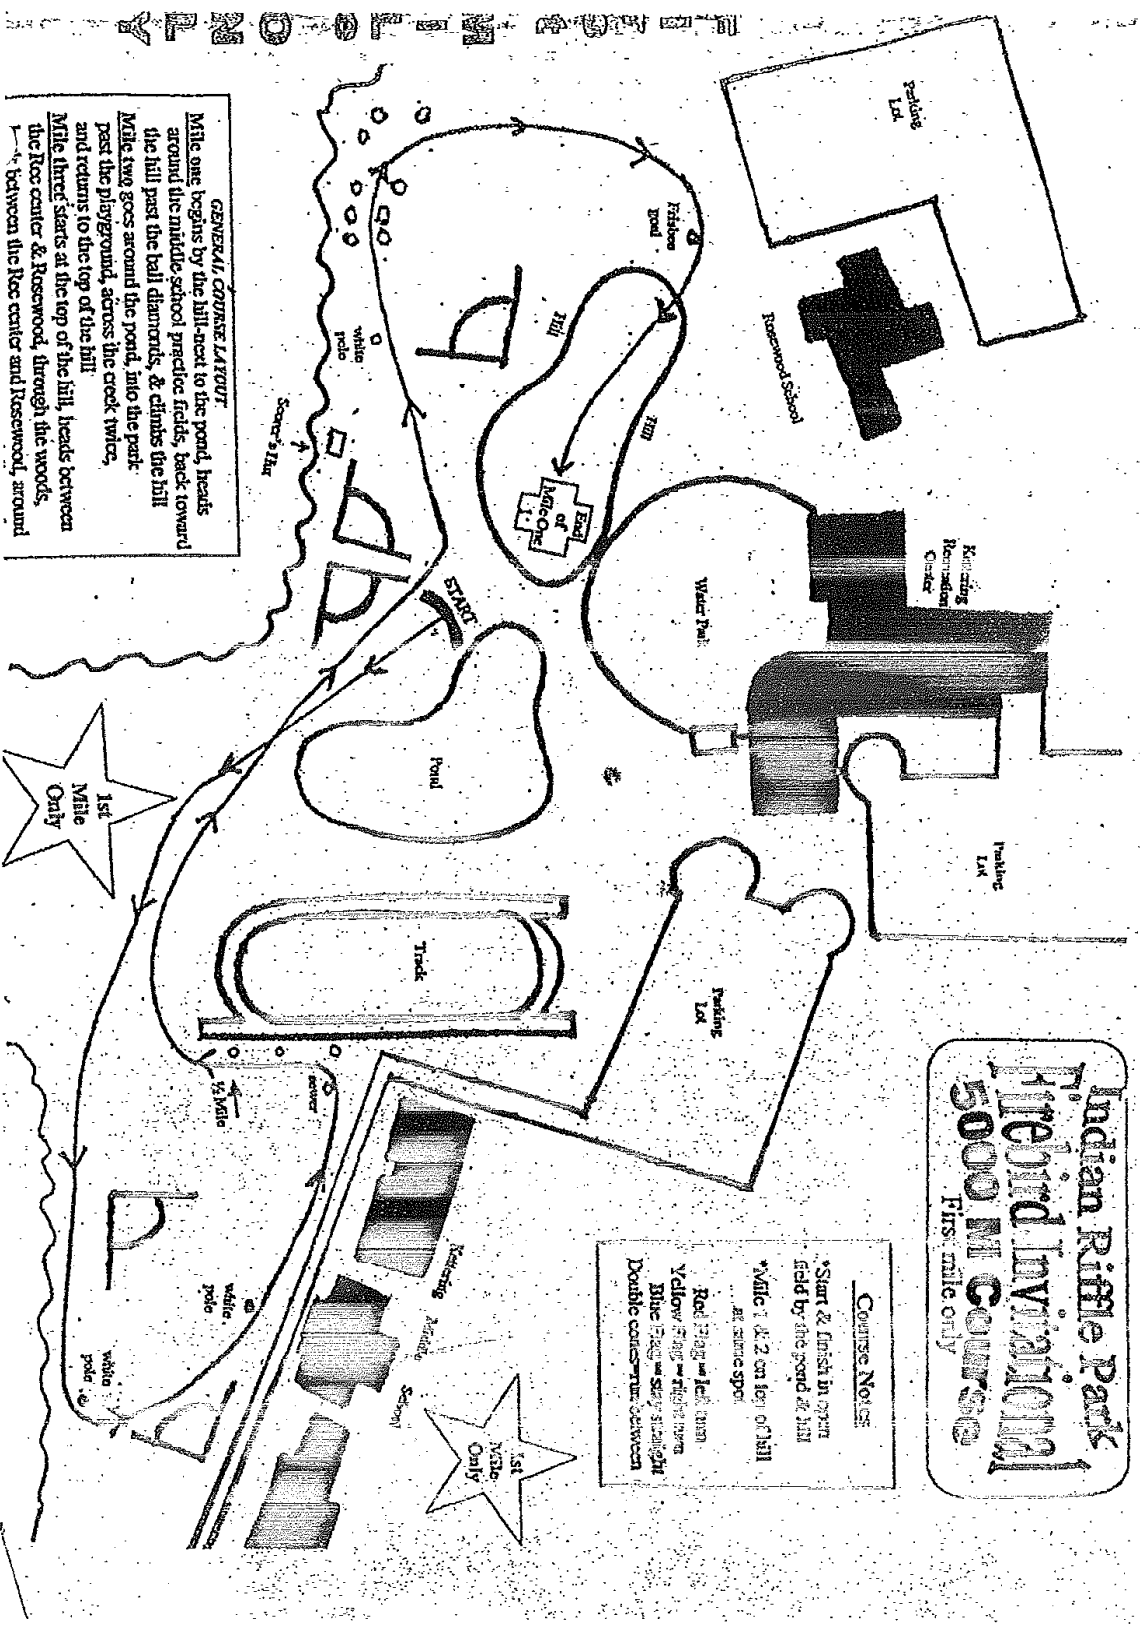 Indian Riffle Park
Firebird Invitational
5000 M Course
First mile only
Course Notes
*Start & finish in open
field by the pond & hill
*Mile 1 & 2 on top of hill
at same spot
Red Flag = left turn
Yellow Flag = right turn
Blue Flag = stay straight
Double cones=run between
1st
Mile
Only
Parking
Lot
Parking
Lot
Parking
Lot
Rosewood School
Kettering
Recreation
Center
Water Park
Kettering
Middle
School
Track
Pond
START
Frisbee
Hill
Hill
End
of
Mile One
white
pole
Scorer's Hut
sewer
½ Mile
white
pole
white
pole
1st
Mile
Only
GENERAL COURSE LAYOUT
Mile one begins by the hill-next to the pond, heads
around the middle school practice fields, back toward
the hill past the ball diamonds, & climbs the hill
Mile two goes around the pond, into the park
past the playground, across the creek twice,
and returns to the top of the hill
Mile three starts at the top of the hill, heads between
the Rec center & Rosewood, through the woods,
between the Rec center and Rosewood, around
ONLY